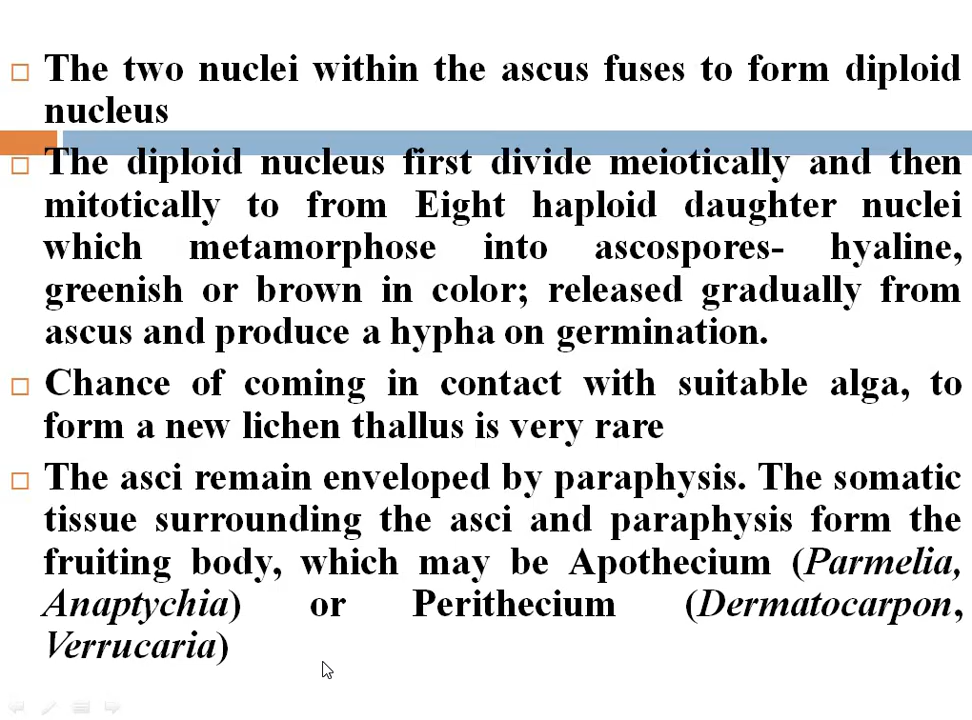 The two nuclei within the ascus fuses to form diploid
nucleus
The diploid nucleus first divide meiotically and then
mitotically to from Eight haploid daughter nuclei
which metamorphose into ascospores- hyaline,
greenish or brown in color; released gradually from
ascus and produce a hypha on germination.
Chance of coming in contact with suitable alga, to
form a new lichen thallus is very rare
The asci remain enveloped by paraphysis. The somatic
tissue surrounding the asci and paraphysis form the
fruiting body, which may be Apothecium (Parmelia,
Anaptychia) or Perithecium (Dermatocarpon,
Verrucaria)